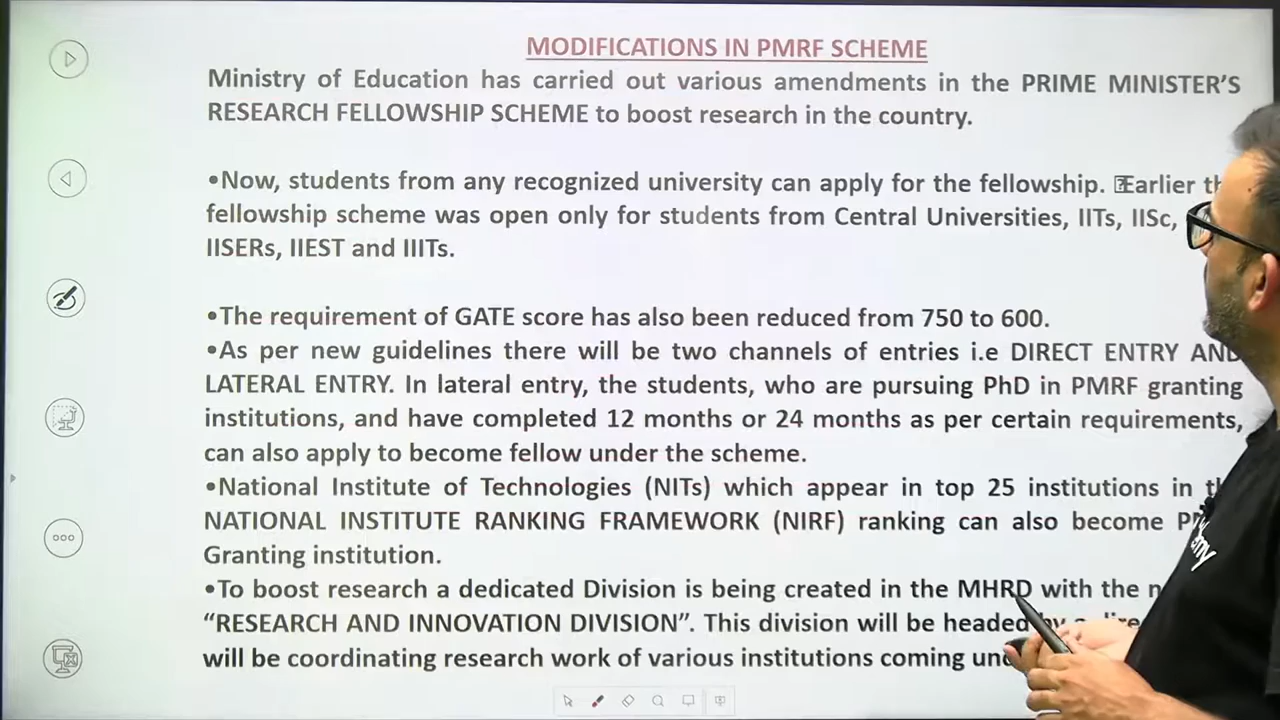 MODIFICATIONS IN PMRF SCHEME
Ministry of Education has carried out various amendments in the PRIME MINISTER'S
RESEARCH FELLOWSHIP SCHEME to boost research in the country.
•Now, students from any recognized university can apply for the fellowship. Earlier
fellowship scheme was open only for students from Central Universities, IITs, IISc,
IISERs, IIEST and IIITs.
•The requirement of GATE score has also been reduced from 750 to 600.
•As per new guidelines there will be two channels of entries i.e DIRECT ENTRY AND
LATERAL ENTRY. In lateral entry, the students, who are pursuing PhD in PMRF granting
institutions, and have completed 12 months or 24 months as per certain requirements,
can also apply to become fellow under the scheme.
•National Institute of Technologies (NITs) which appear in top 25 institutions in
NATIONAL INSTITUTE RANKING FRAMEWORK (NIRF) ranking can also become
Granting institution.
•To boost research a dedicated Division is being created in the MHRD with the
“RESEARCH AND INNOVATION DIVISION”. This division will be headed
will be coordinating research work of various institutions coming